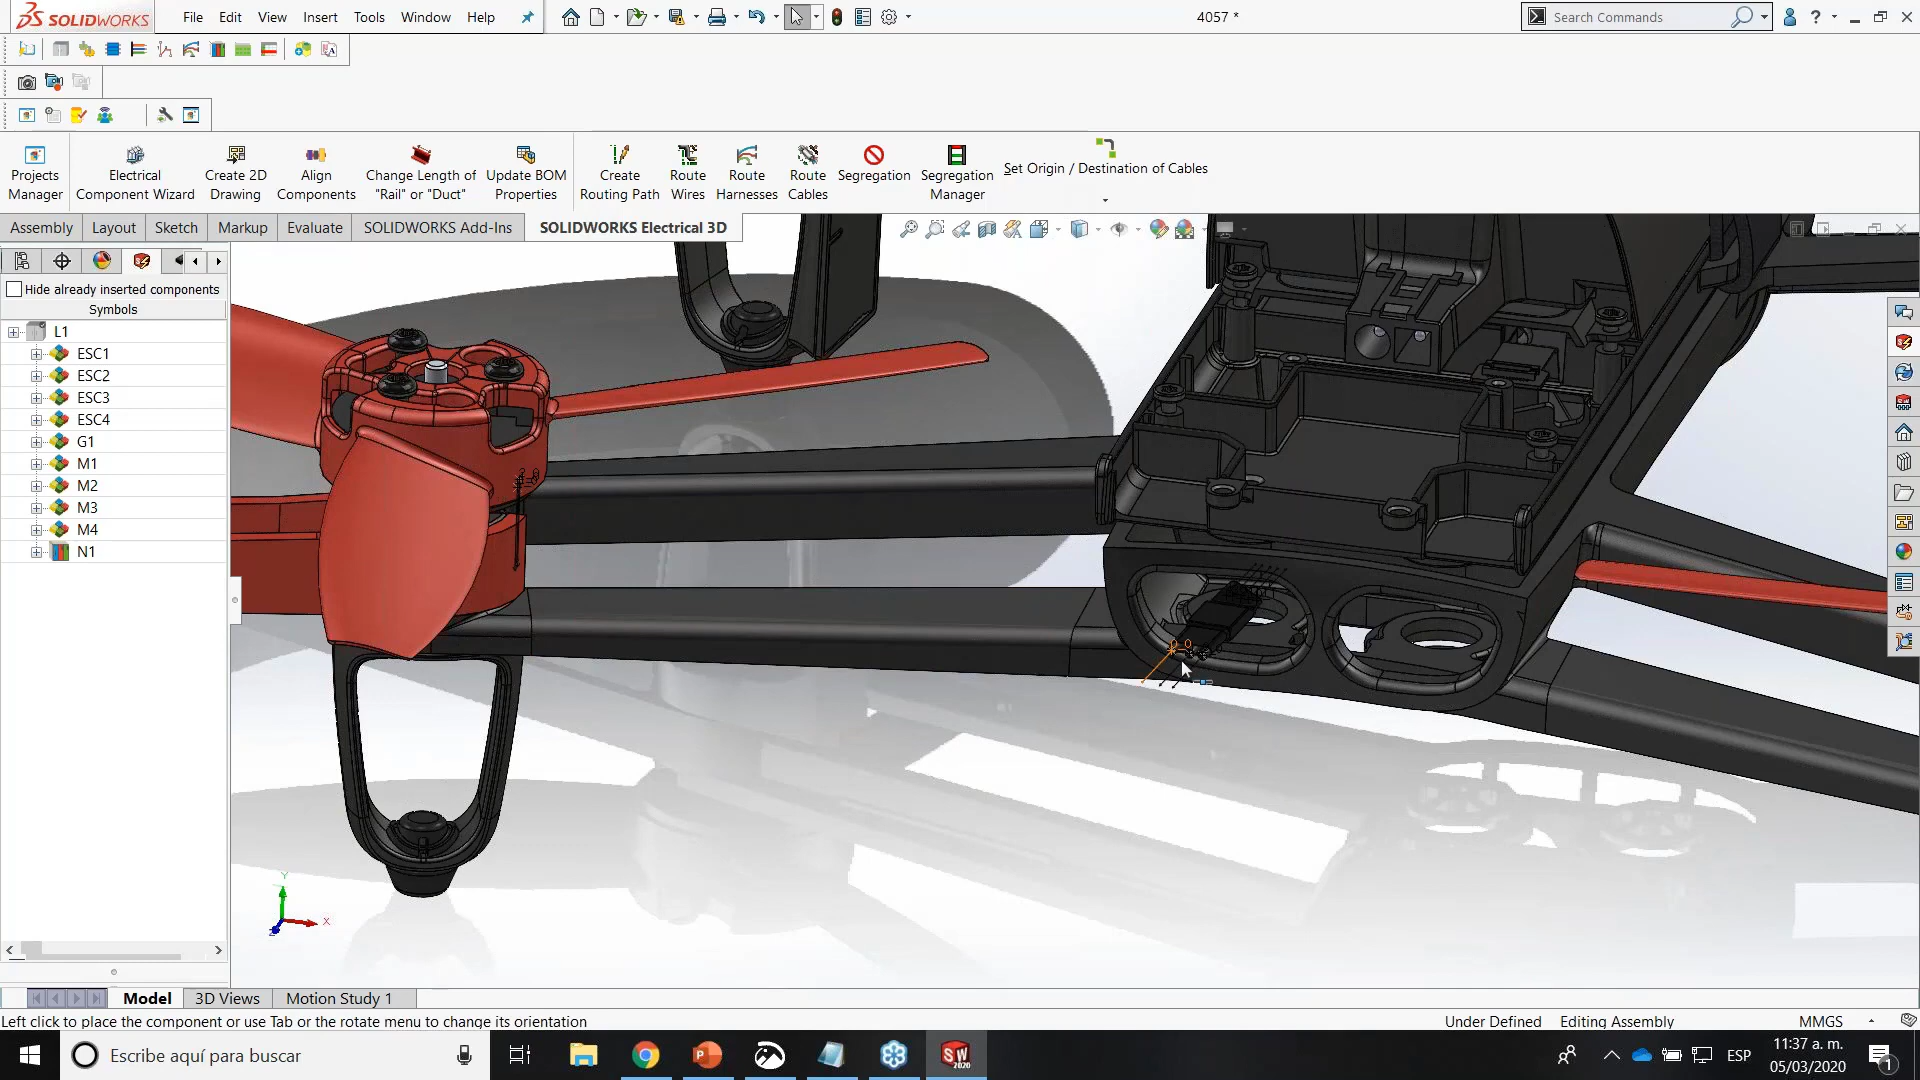 SOLIDWORKS
File Edit View Insert Tools Window Help
4057 *
Search Commands
?
Projects Manager
Electrical Component Wizard
Create 2D Drawing
Align Components
Change Length of "Rail" or "Duct"
Update BOM Properties
Create Routing Path
Route Wires
Route Harnesses
Route Cables
Segregation
Segregation Manager
Set Origin / Destination of Cables
Assembly Layout Sketch Markup Evaluate SOLIDWORKS Add-Ins SOLIDWORKS Electrical 3D
Hide already inserted components
Symbols
L1
ESC1
ESC2
ESC3
ESC4
G1
M1
M2
M3
M4
N1
Y
X
Z
Model 3D Views Motion Study 1
Left click to place the component or use Tab or the rotate menu to change its orientation
Under Defined Editing Assembly MMGS
Escribe aquí para buscar
SW 2020
ESP
11:37 a. m.
05/03/2020
1